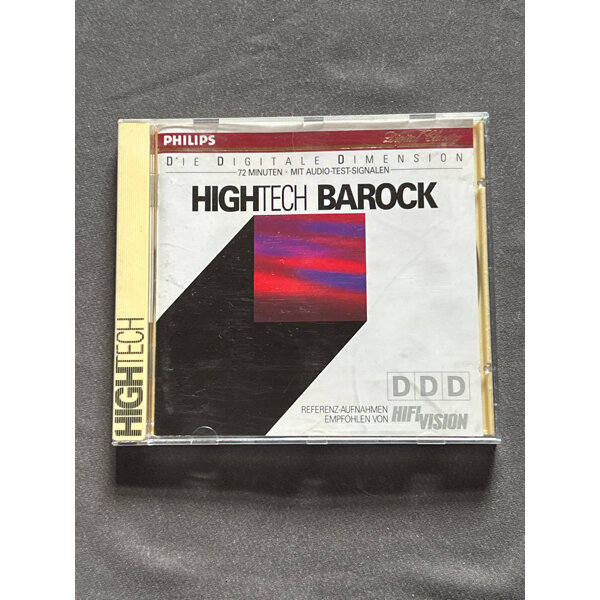 PHILIPS
Digital Classics
DIE DIGITALE DIMENSION
72 MINUTEN · MIT AUDIO-TEST-SIGNALEN
HIGHTECH BAROCK
HIGHTECH
DDD
REFERENZ-AUFNAHMEN
EMPFOHLEN VON
HIFI
VISION